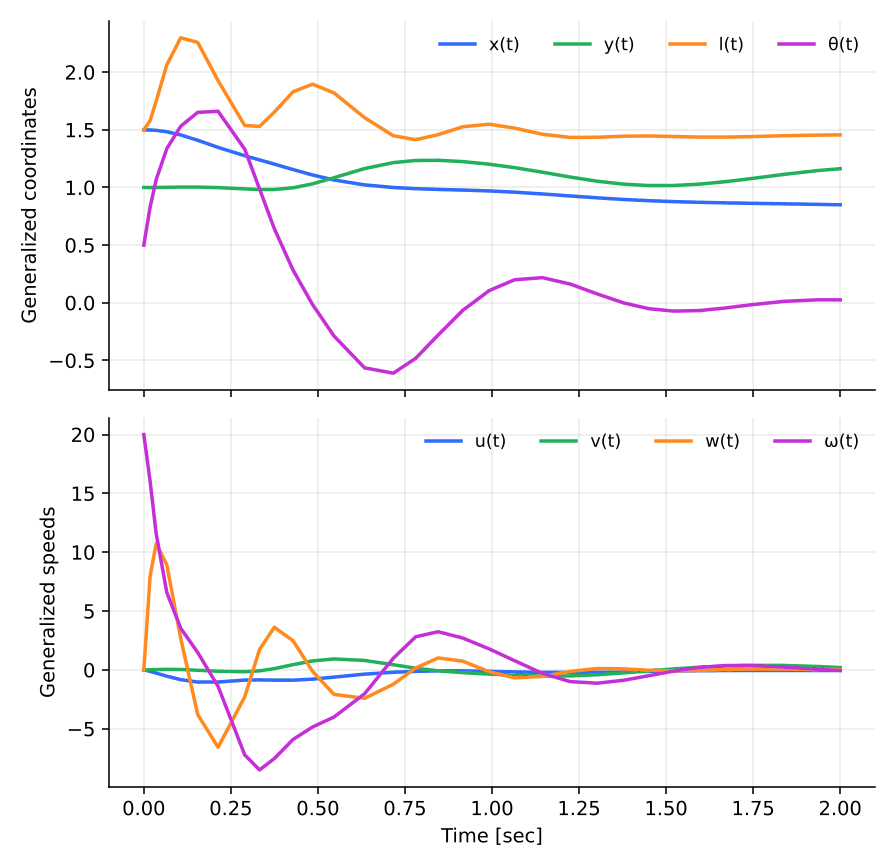 x(t) y(t) l(t) θ(t)
Generalized coordinates
2.0
1.5
1.0
0.5
0.0
−0.5
u(t) v(t) w(t) ω(t)
Generalized speeds
20
15
10
5
0
−5
0.00 0.25 0.50 0.75 1.00 1.25 1.50 1.75 2.00
Time [sec]